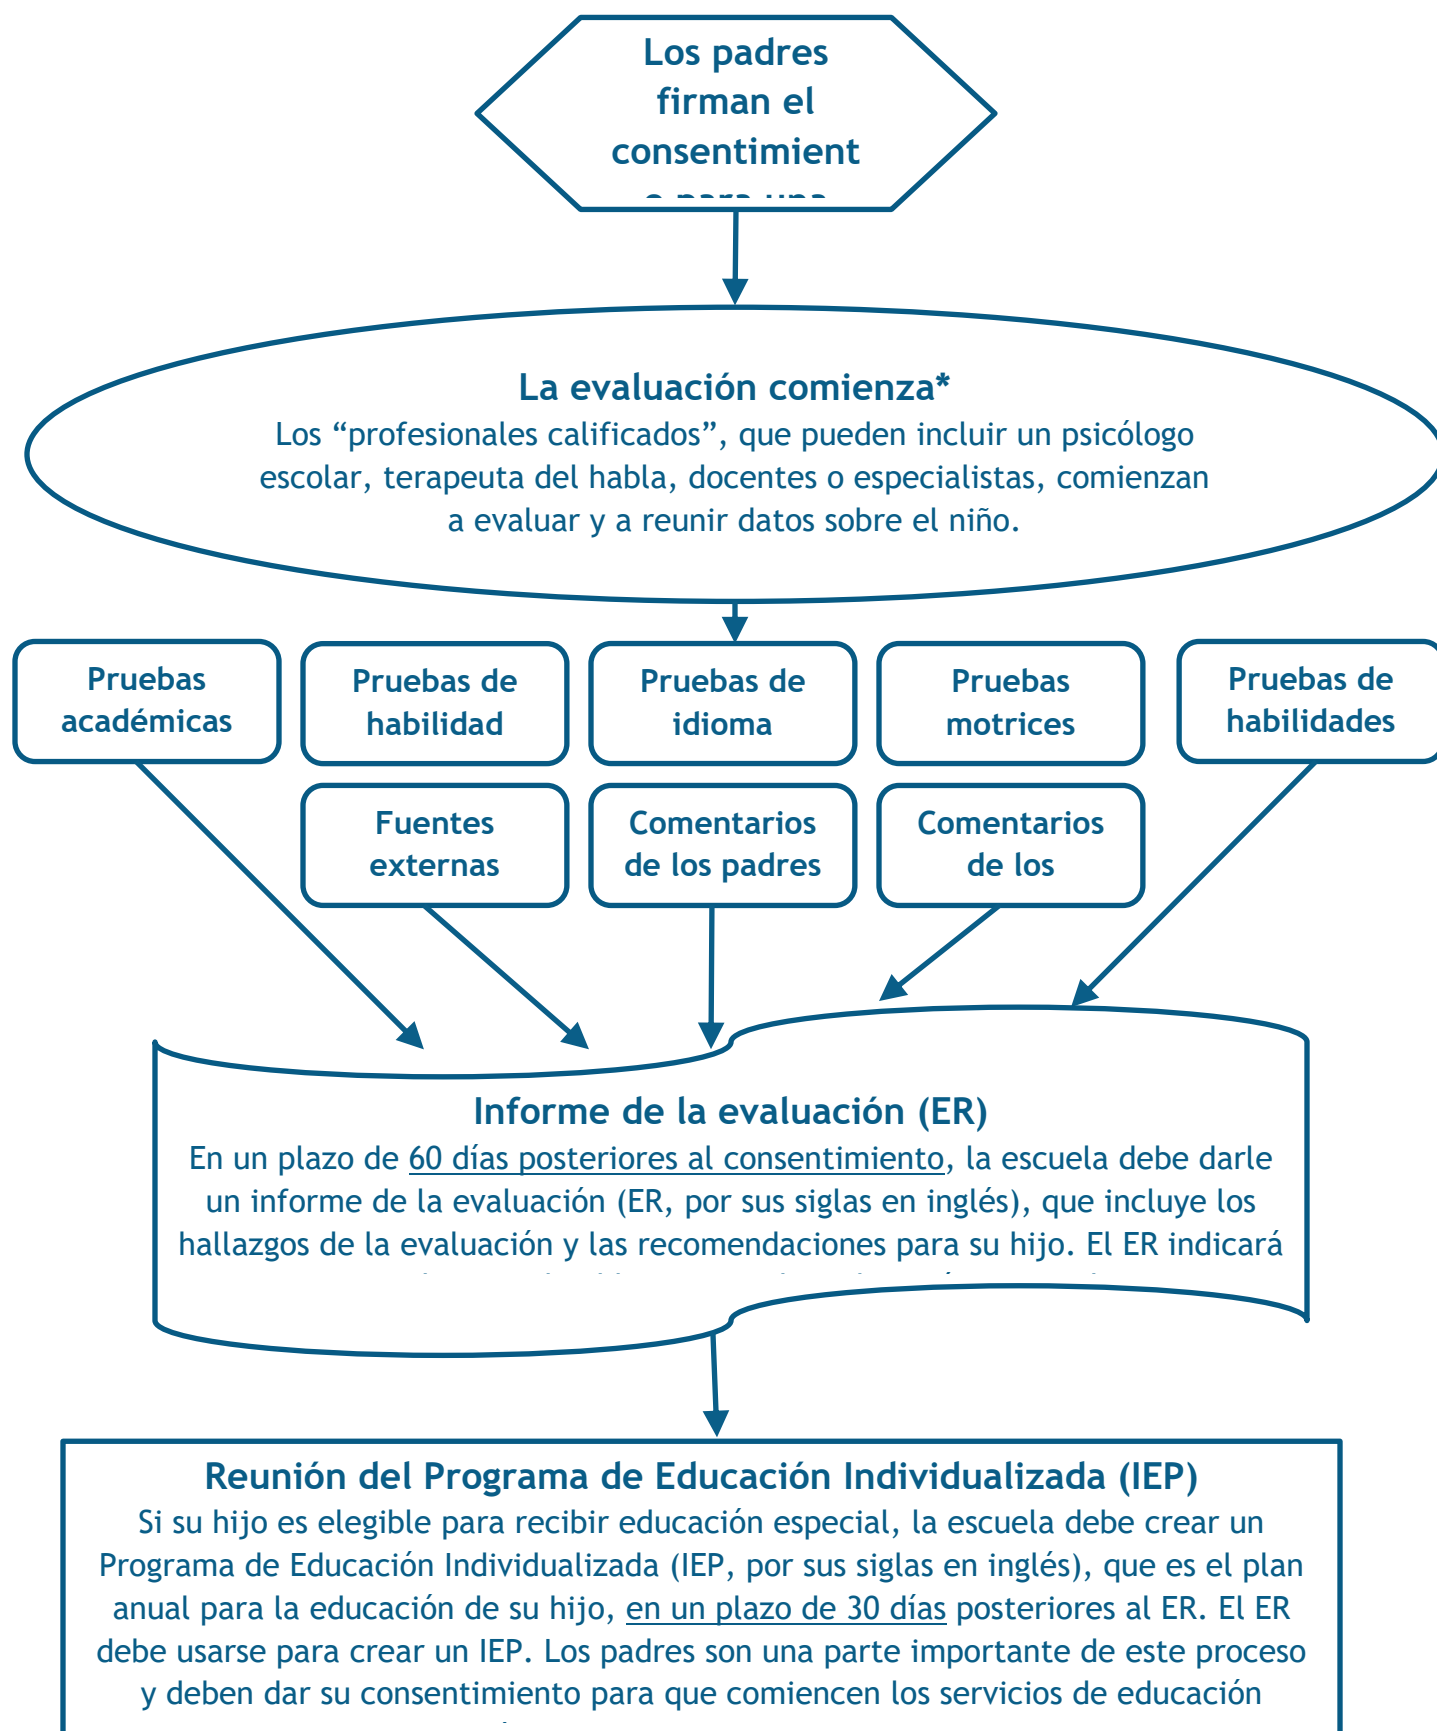 Los padres
firman el
consentimient
o para una
La evaluación comienza*
Los “profesionales calificados”, que pueden incluir un psicólogo
escolar, terapeuta del habla, docentes o especialistas, comienzan
a evaluar y a reunir datos sobre el niño.
Pruebas
académicas
Pruebas de
habilidad
Pruebas de
idioma
Pruebas
motrices
Pruebas de
habilidades
Fuentes
externas
Comentarios
de los padres
Comentarios
de los
Informe de la evaluación (ER)
En un plazo de 60 días posteriores al consentimiento, la escuela debe darle
un informe de la evaluación (ER, por sus siglas en inglés), que incluye los
hallazgos de la evaluación y las recomendaciones para su hijo. El ER indicará
Reunión del Programa de Educación Individualizada (IEP)
Si su hijo es elegible para recibir educación especial, la escuela debe crear un
Programa de Educación Individualizada (IEP, por sus siglas en inglés), que es el plan
anual para la educación de su hijo, en un plazo de 30 días posteriores al ER. El ER
debe usarse para crear un IEP. Los padres son una parte importante de este proceso
y deben dar su consentimiento para que comiencen los servicios de educación